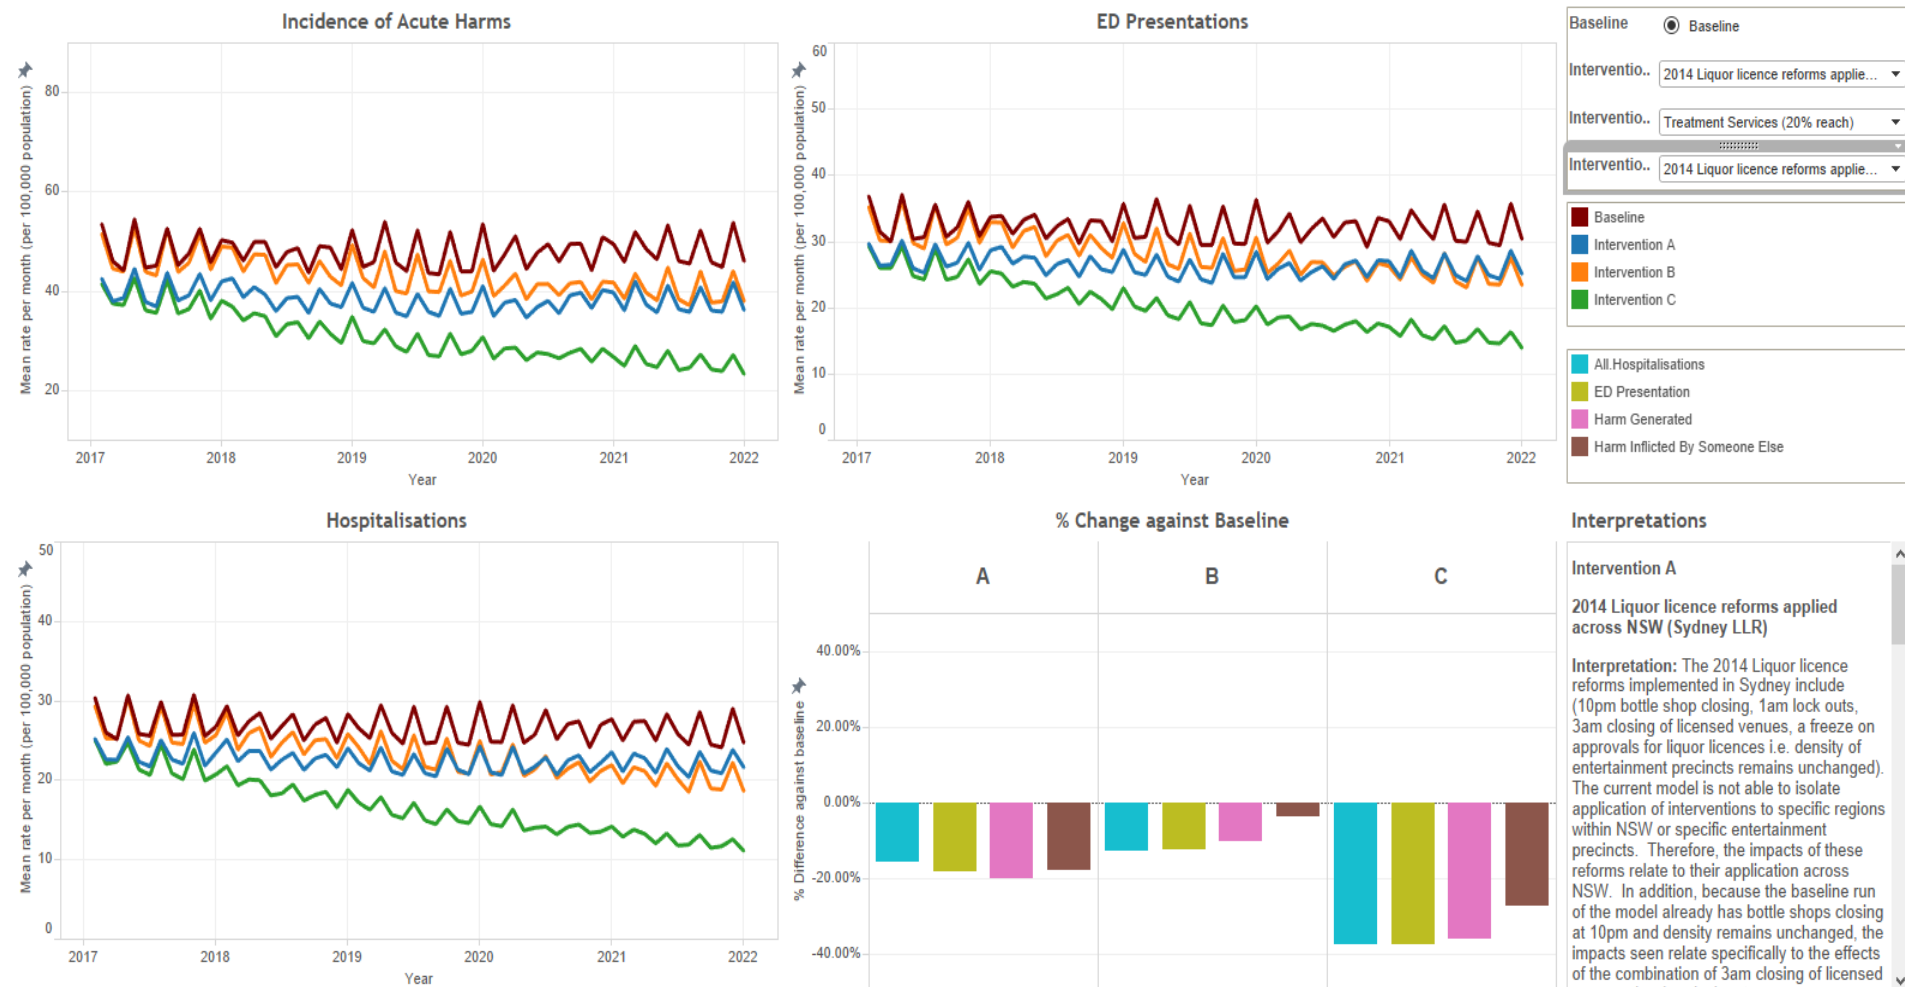 Incidence of Acute Harms
Mean rate per month (per 100,000 population)
80
60
40
20
2017 2018 2019 2020 2021 2022
Year
ED Presentations
Mean rate per month (per 100,000 population)
60
50
40
30
20
10
0
2017 2018 2019 2020 2021 2022
Year
Baseline Baseline
Interventio.. 2014 Liquor licence reforms applie...
Interventio.. Treatment Services (20% reach)
Interventio.. 2014 Liquor licence reforms applie...
Baseline
Intervention A
Intervention B
Intervention C
All.Hospitalisations
ED Presentation
Harm Generated
Harm Inflicted By Someone Else
Hospitalisations
Mean rate per month (per 100,000 population)
50
40
30
20
10
0
2017 2018 2019 2020 2021 2022
Year
% Change against Baseline
A B C
% Difference against baseline
40.00%
20.00%
0.00%
-20.00%
-40.00%
Interpretations
Intervention A
2014 Liquor licence reforms applied
across NSW (Sydney LLR)
Interpretation: The 2014 Liquor licence
reforms implemented in Sydney include
(10pm bottle shop closing, 1am lock outs,
3am closing of licensed venues, a freeze on
approvals for liquor licences i.e. density of
entertainment precincts remains unchanged).
The current model is not able to isolate
application of interventions to specific regions
within NSW or specific entertainment
precincts. Therefore, the impacts of these
reforms relate to their application across
NSW. In addition, because the baseline run
of the model already has bottle shops closing
at 10pm and density remains unchanged, the
impacts seen relate specifically to the effects
of the combination of 3am closing of licensed